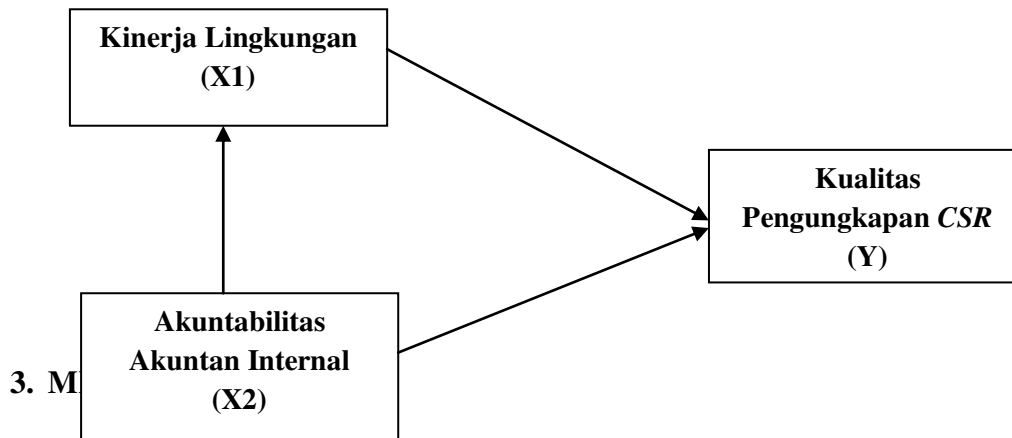 Kinerja Lingkungan
(X1)
Kualitas
Pengungkapan CSR
(Y)
Akuntabilitas
Akuntan Internal
(X2)
3. M